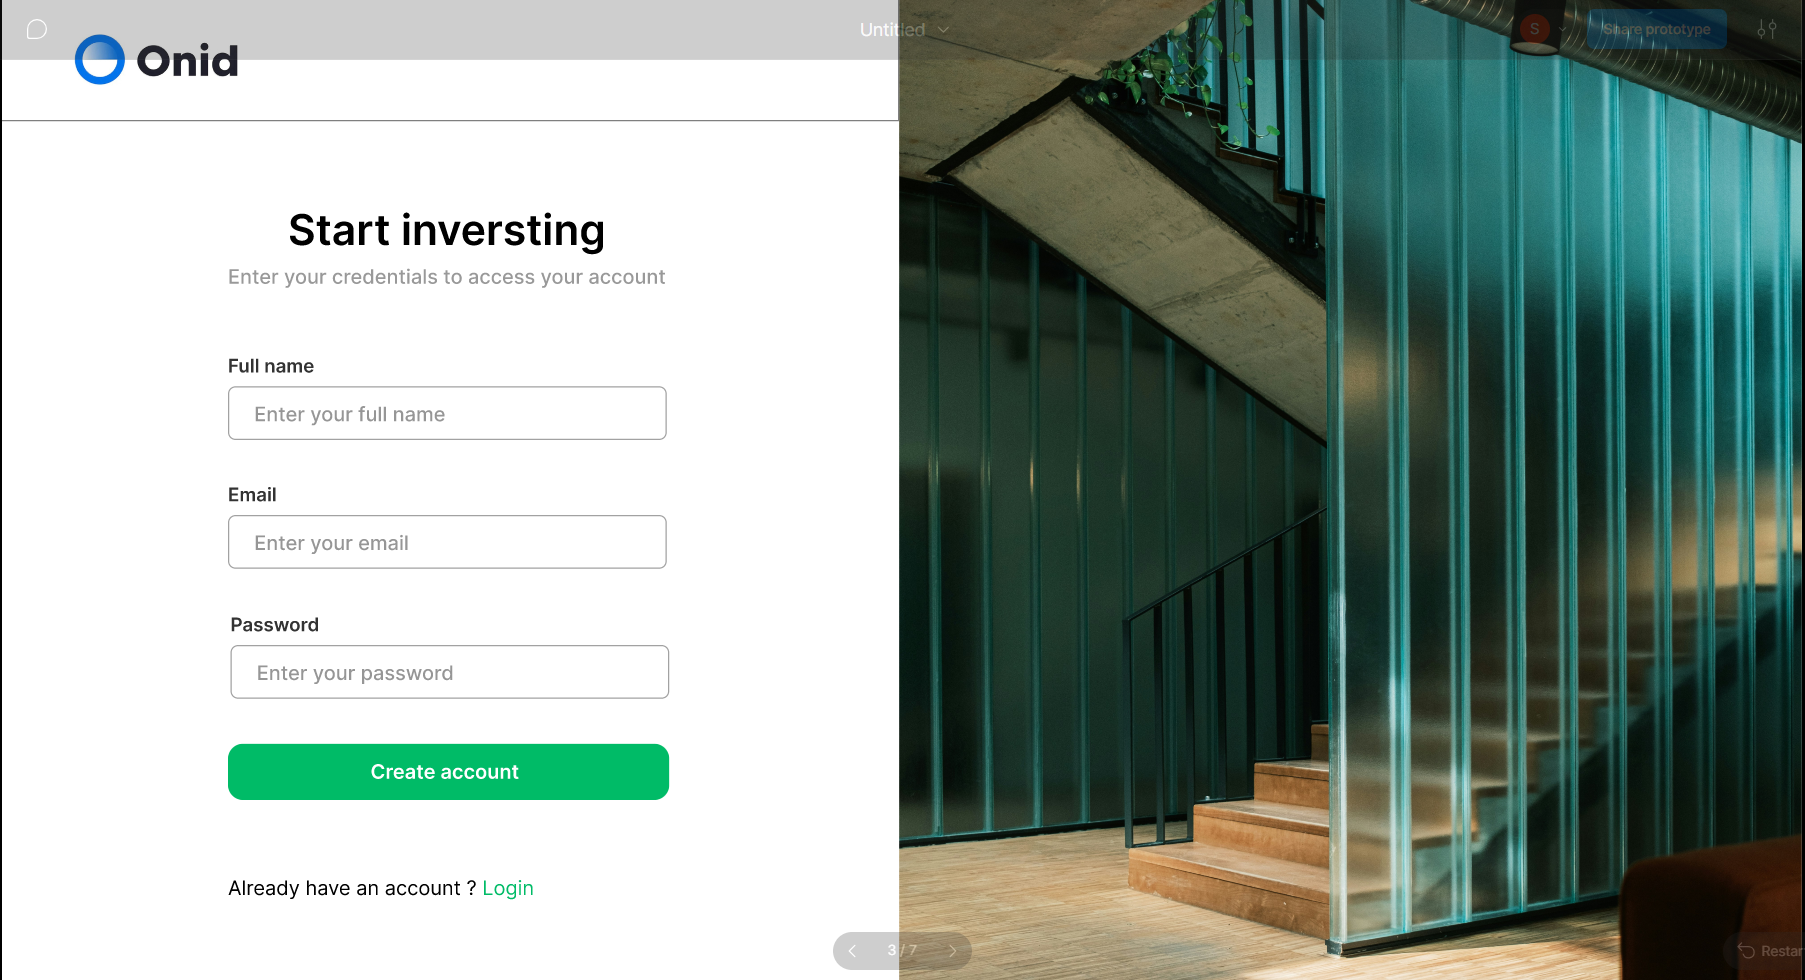 Untitled
S
Share prototype
Onid
Start inversting
Enter your credentials to access your account
Full name
Enter your full name
Email
Enter your email
Password
Enter your password
Create account
Already have an account ? Login
3 / 7
Restar